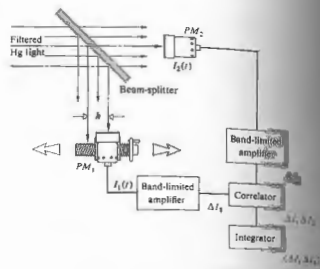 Filtered
Hg light
PM₂
I₂(t)
Beam-splitter
h
PM₁
I₁(t)
Band-limited
amplifier
Band-limited
amplifier
ΔI₁
Correlator
Integrator